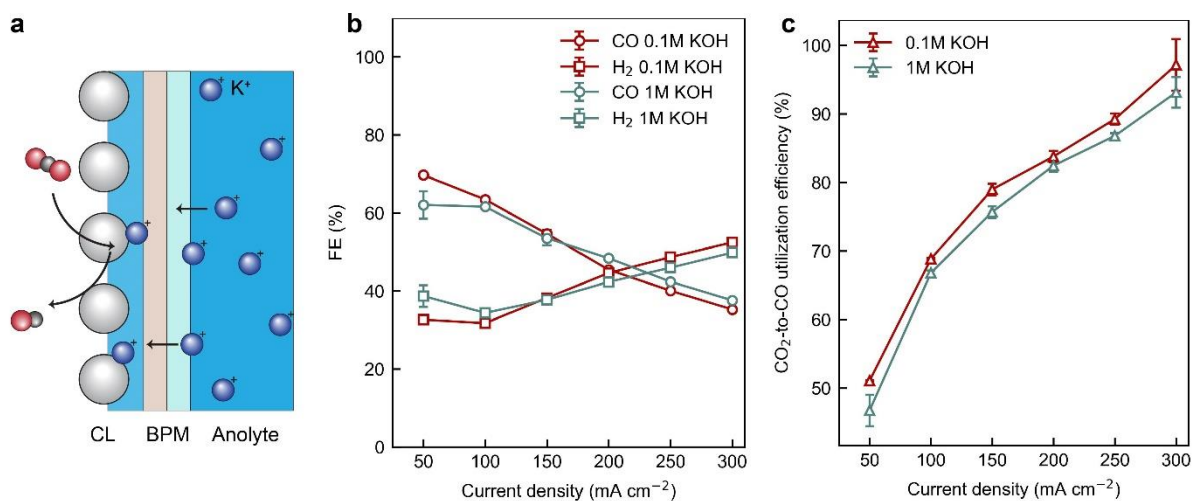 a
K⁺
+
+
+
+
+
+
+
+
+
+
CL BPM Anolyte
b
CO 0.1M KOH
H₂ 0.1M KOH
CO 1M KOH
H₂ 1M KOH
FE (%)
100
80
60
40
20
0
50 100 150 200 250 300
Current density (mA cm⁻²)
c
0.1M KOH
1M KOH
CO₂-to-CO utilization efficiency (%)
100
90
80
70
60
50
50 100 150 200 250 300
Current density (mA cm⁻²)